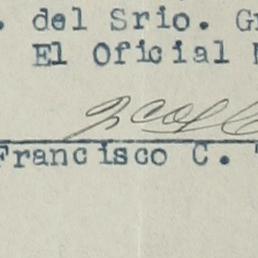 . del Srio. G
El Oficial
Francisco C.